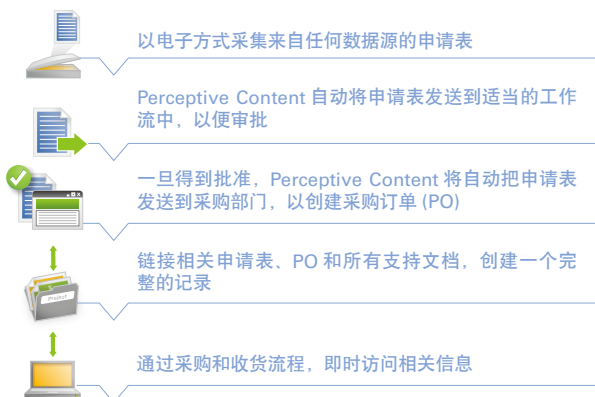 以电子方式采集来自任何数据源的申请表
Perceptive Content 自动将申请表发送到适当的工作
流中，以便审批
一旦得到批准，Perceptive Content 将自动把申请表
发送到采购部门，以创建采购订单 (PO)
链接相关申请表、PO 和所有支持文档，创建一个完
整的记录
Project
通过采购和收货流程，即时访问相关信息